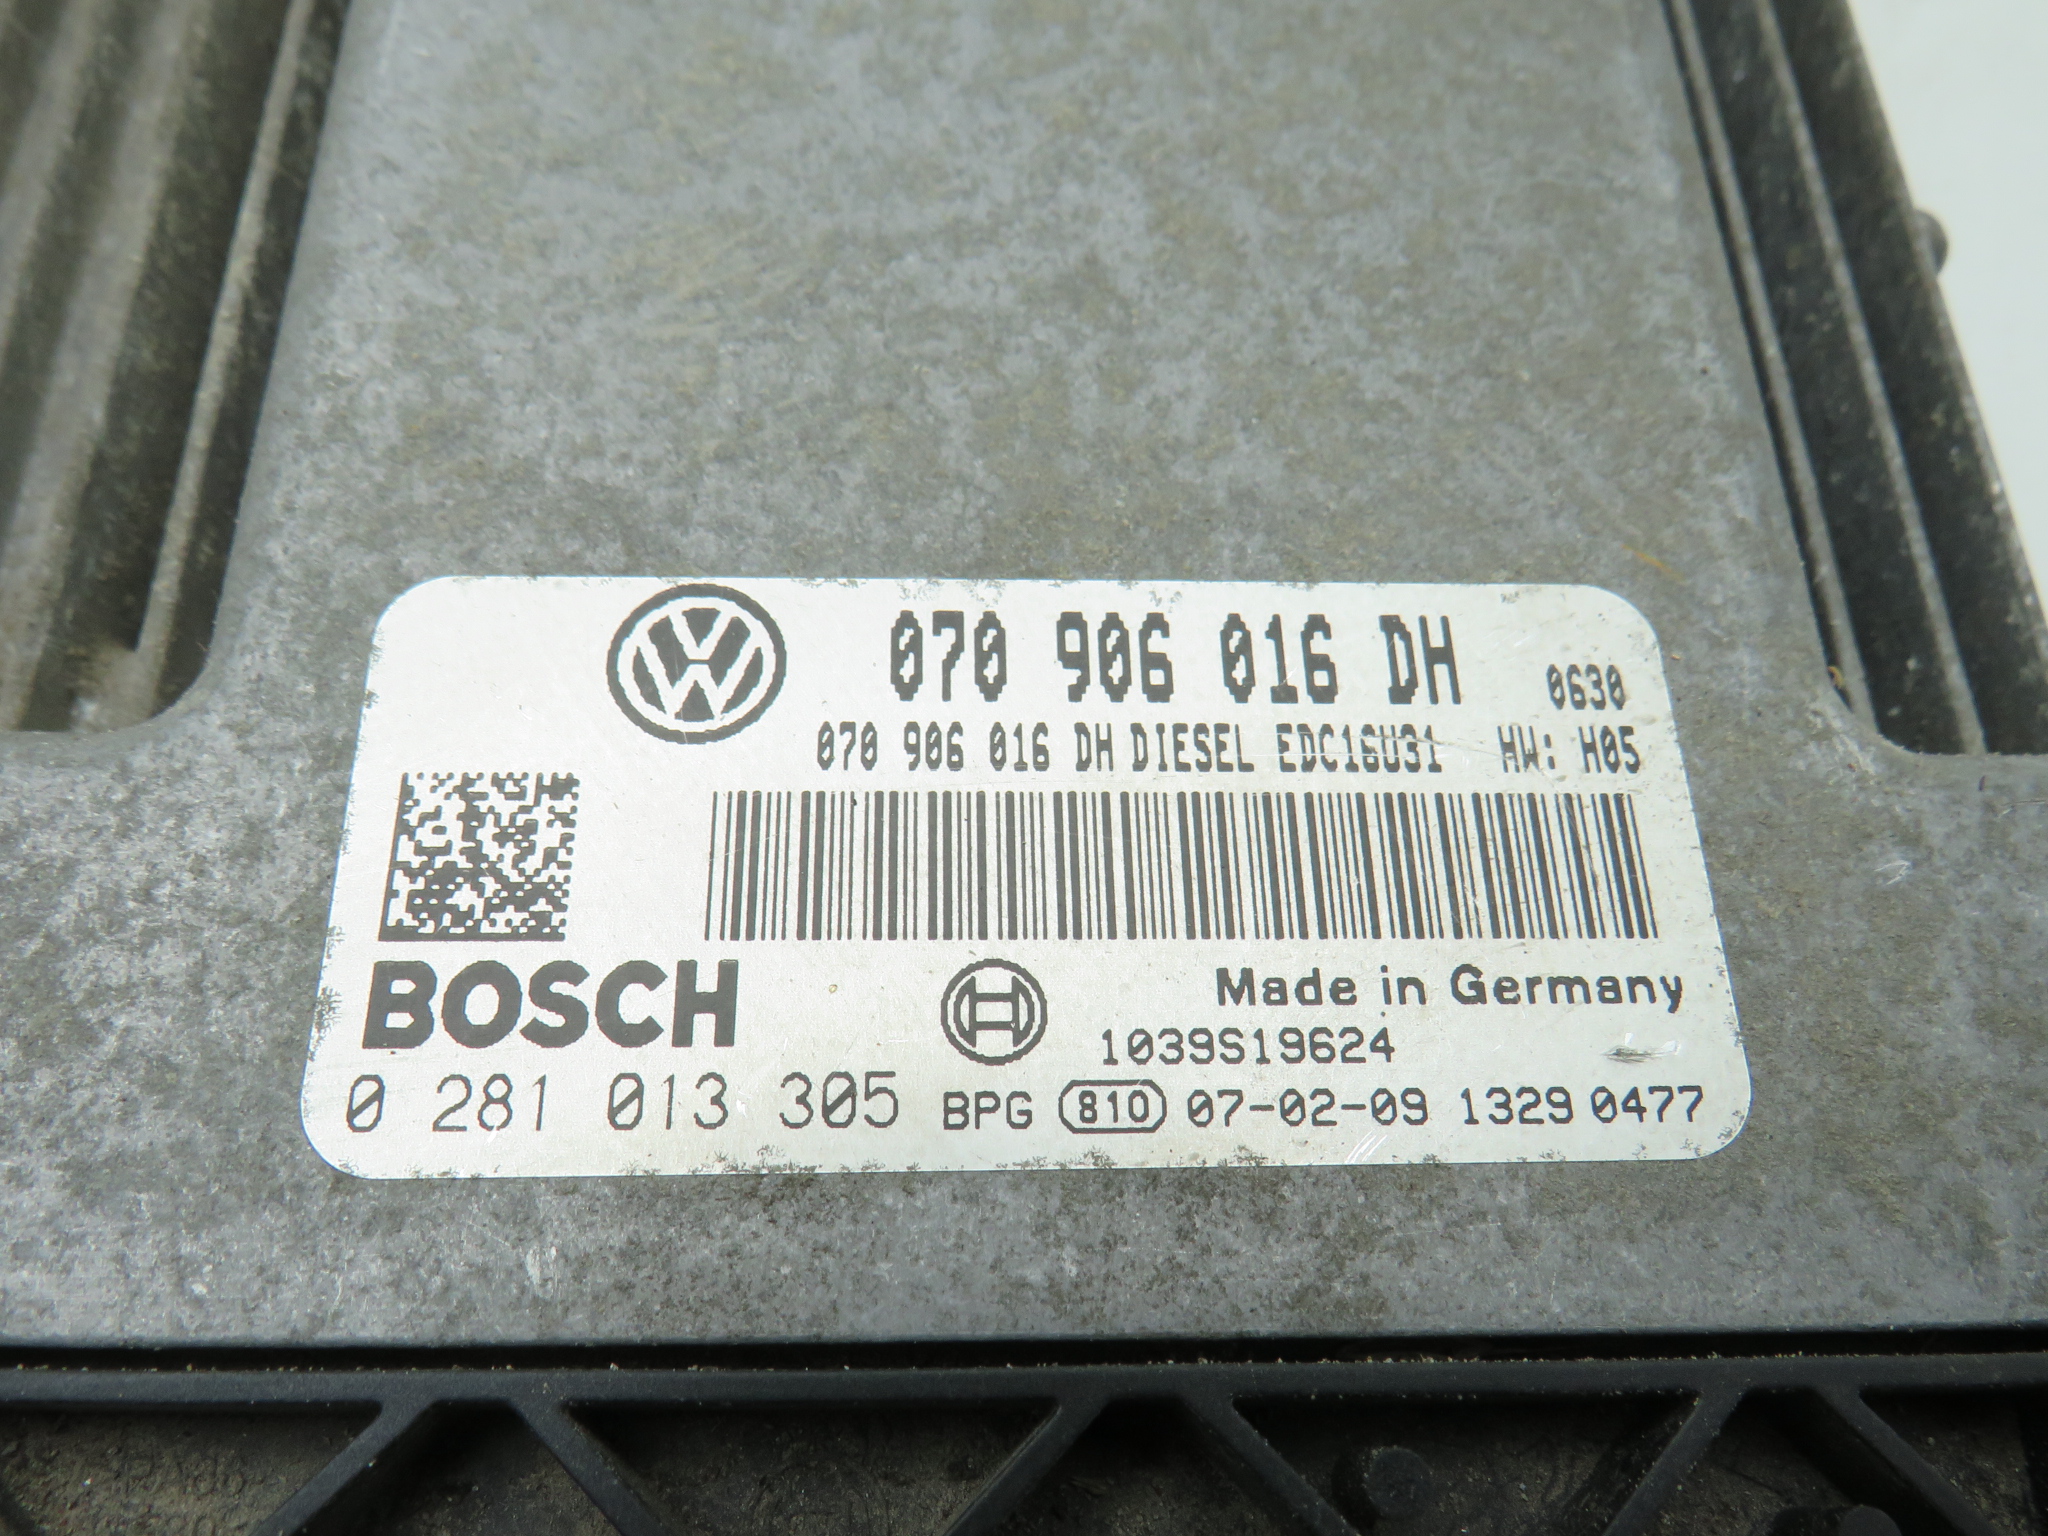 070 906 016 DH 0630
070 906 016 DH DIESEL EDC16U31 HW: H05
BOSCH
Made in Germany
1039S19624
0 281 013 305 BPG 810 07-02-09 1329 0477